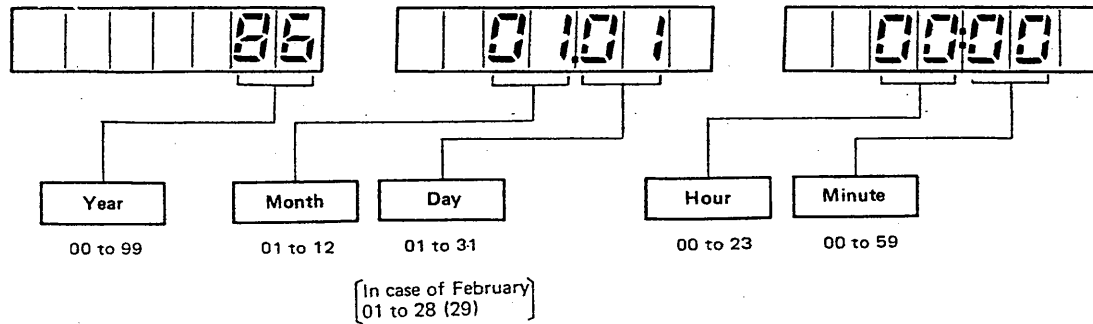 86 01.01 00:00
Year Month Day Hour Minute
00 to 99 01 to 12 01 to 31 00 to 23 00 to 59
[In case of February
01 to 28 (29)]